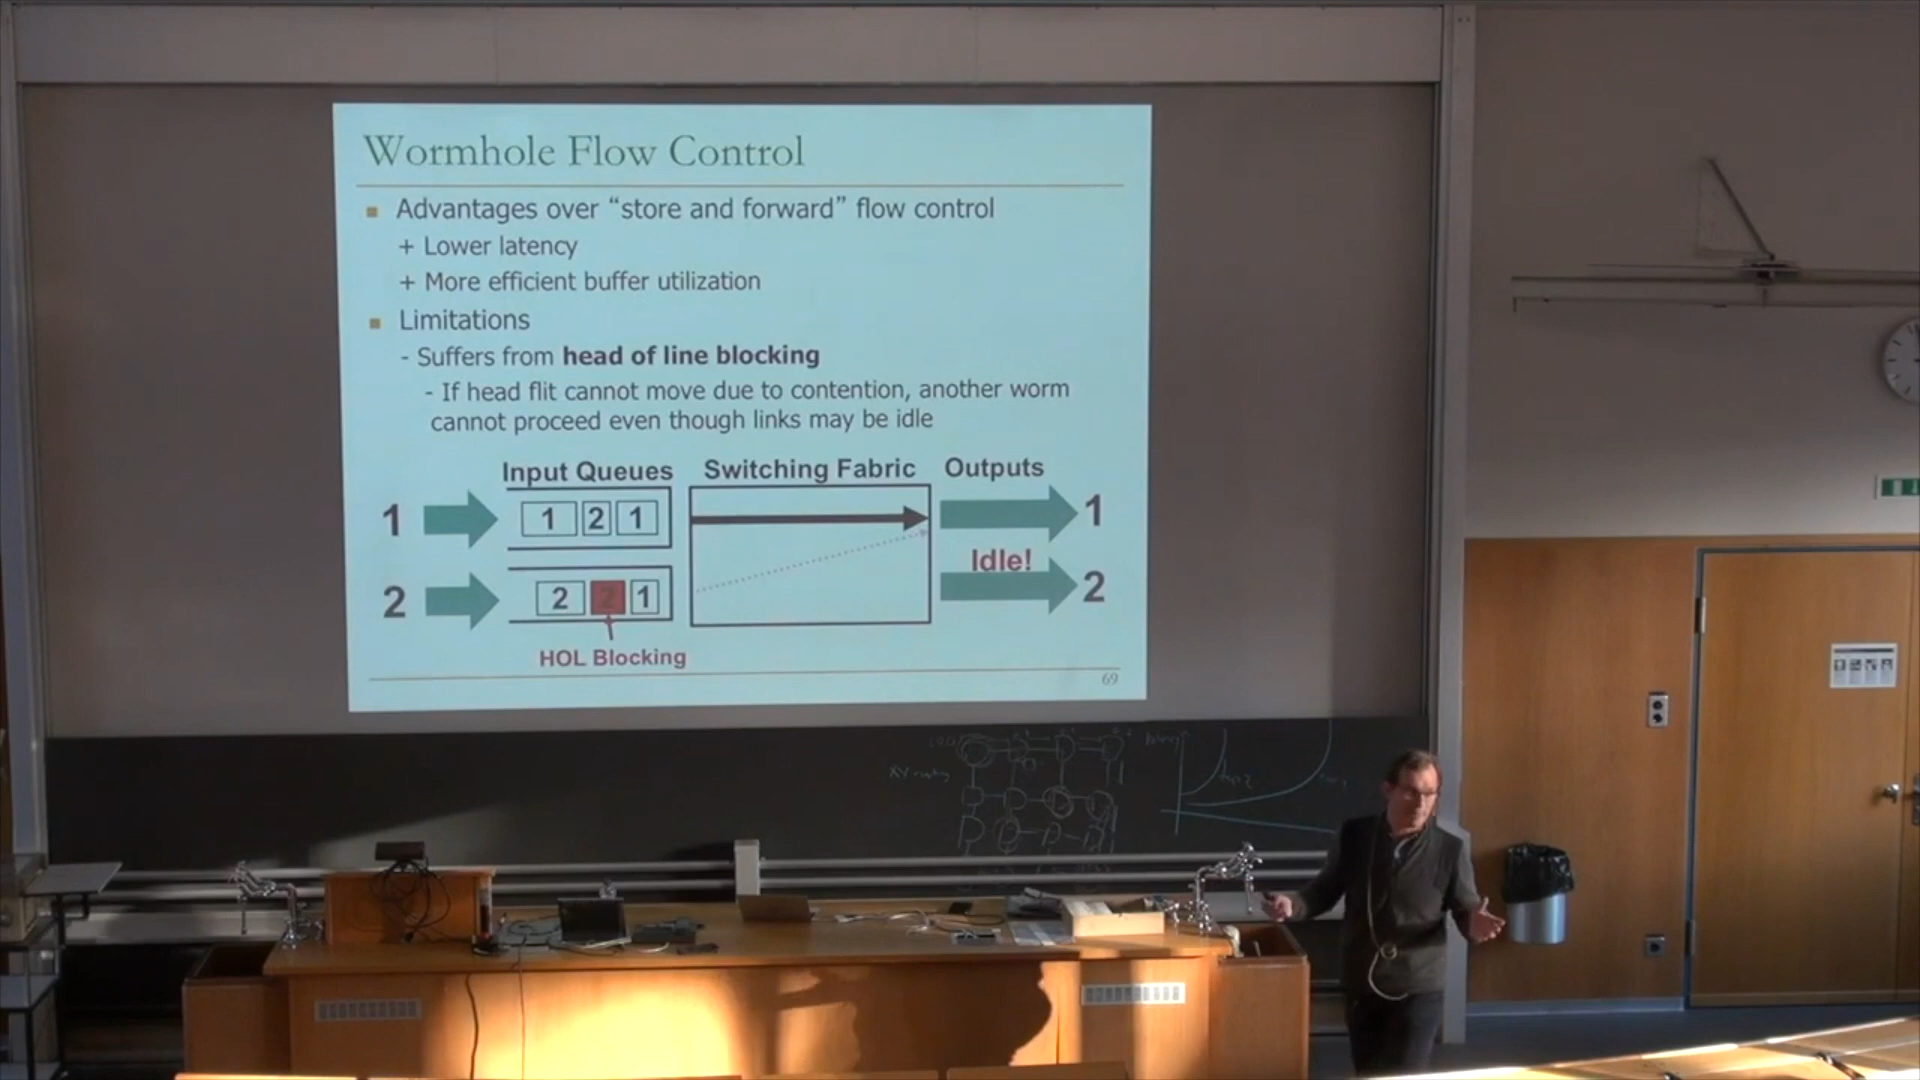 Wormhole Flow Control
Advantages over “store and forward” flow control
+ Lower latency
+ More efficient buffer utilization
Limitations
- Suffers from head of line blocking
- If head flit cannot move due to contention, another worm
cannot proceed even though links may be idle
Input Queues Switching Fabric Outputs
1 1 2 1 1
Idle!
2 2 2 1 2
HOL Blocking
69